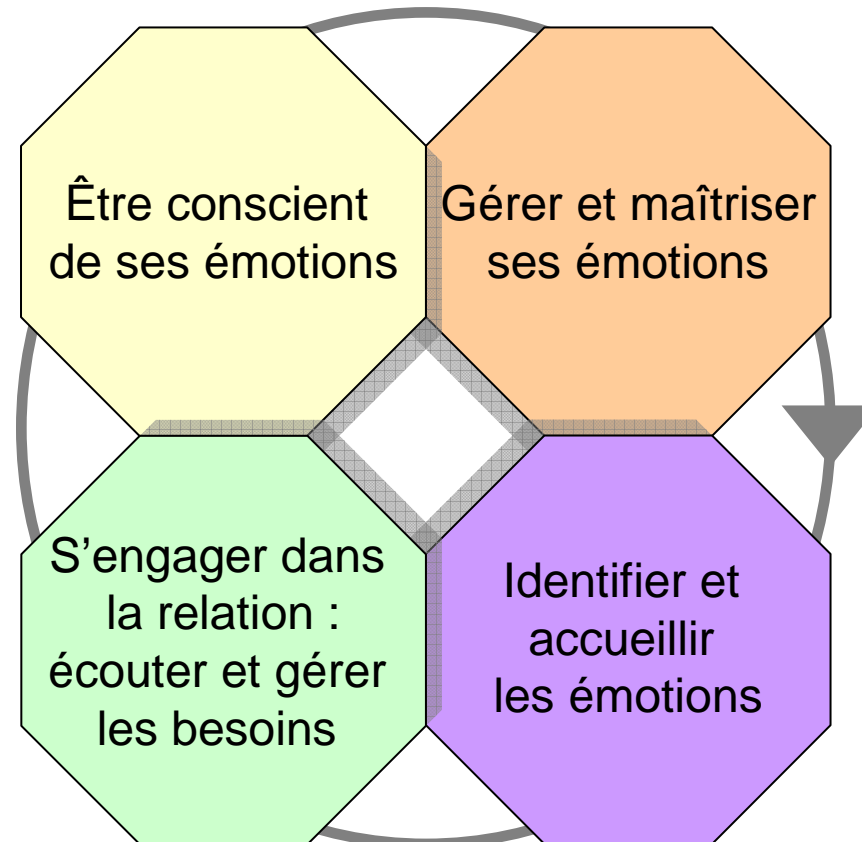 Être conscient
de ses émotions
Gérer et maîtriser
ses émotions
S’engager dans
la relation :
écouter et gérer
les besoins
Identifier et
accueillir
les émotions